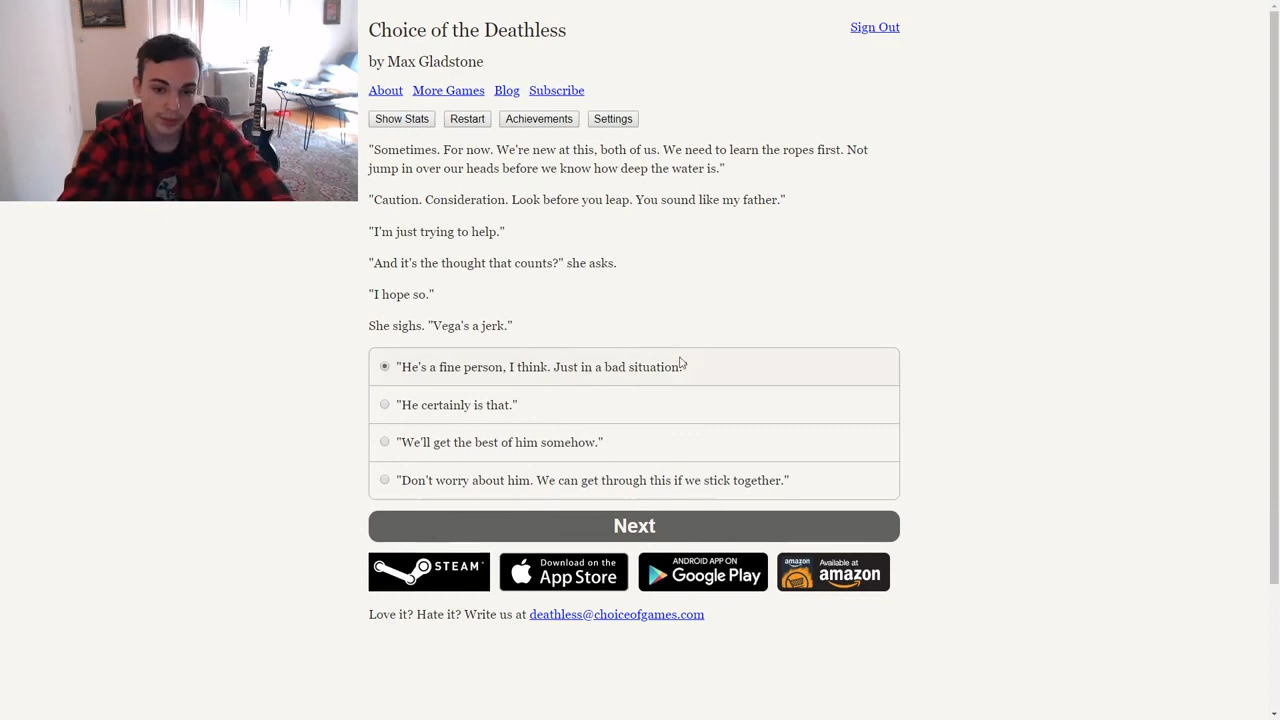 Choice of the Deathless
Sign Out
by Max Gladstone
About More Games Blog Subscribe
Show Stats Restart Achievements Settings
"Sometimes. For now. We're new at this, both of us. We need to learn the ropes first. Not
jump in over our heads before we know how deep the water is."
"Caution. Consideration. Look before you leap. You sound like my father."
"I'm just trying to help."
"And it's the thought that counts?" she asks.
"I hope so."
She sighs. "Vega's a jerk."
"He's a fine person, I think. Just in a bad situation."
"He certainly is that."
"We'll get the best of him somehow."
"Don't worry about him. We can get through this if we stick together."
Next
STEAM
Download on the
App Store
ANDROID APP ON
Google Play
amazon
Available at
amazon
Love it? Hate it? Write us at deathless@choiceofgames.com